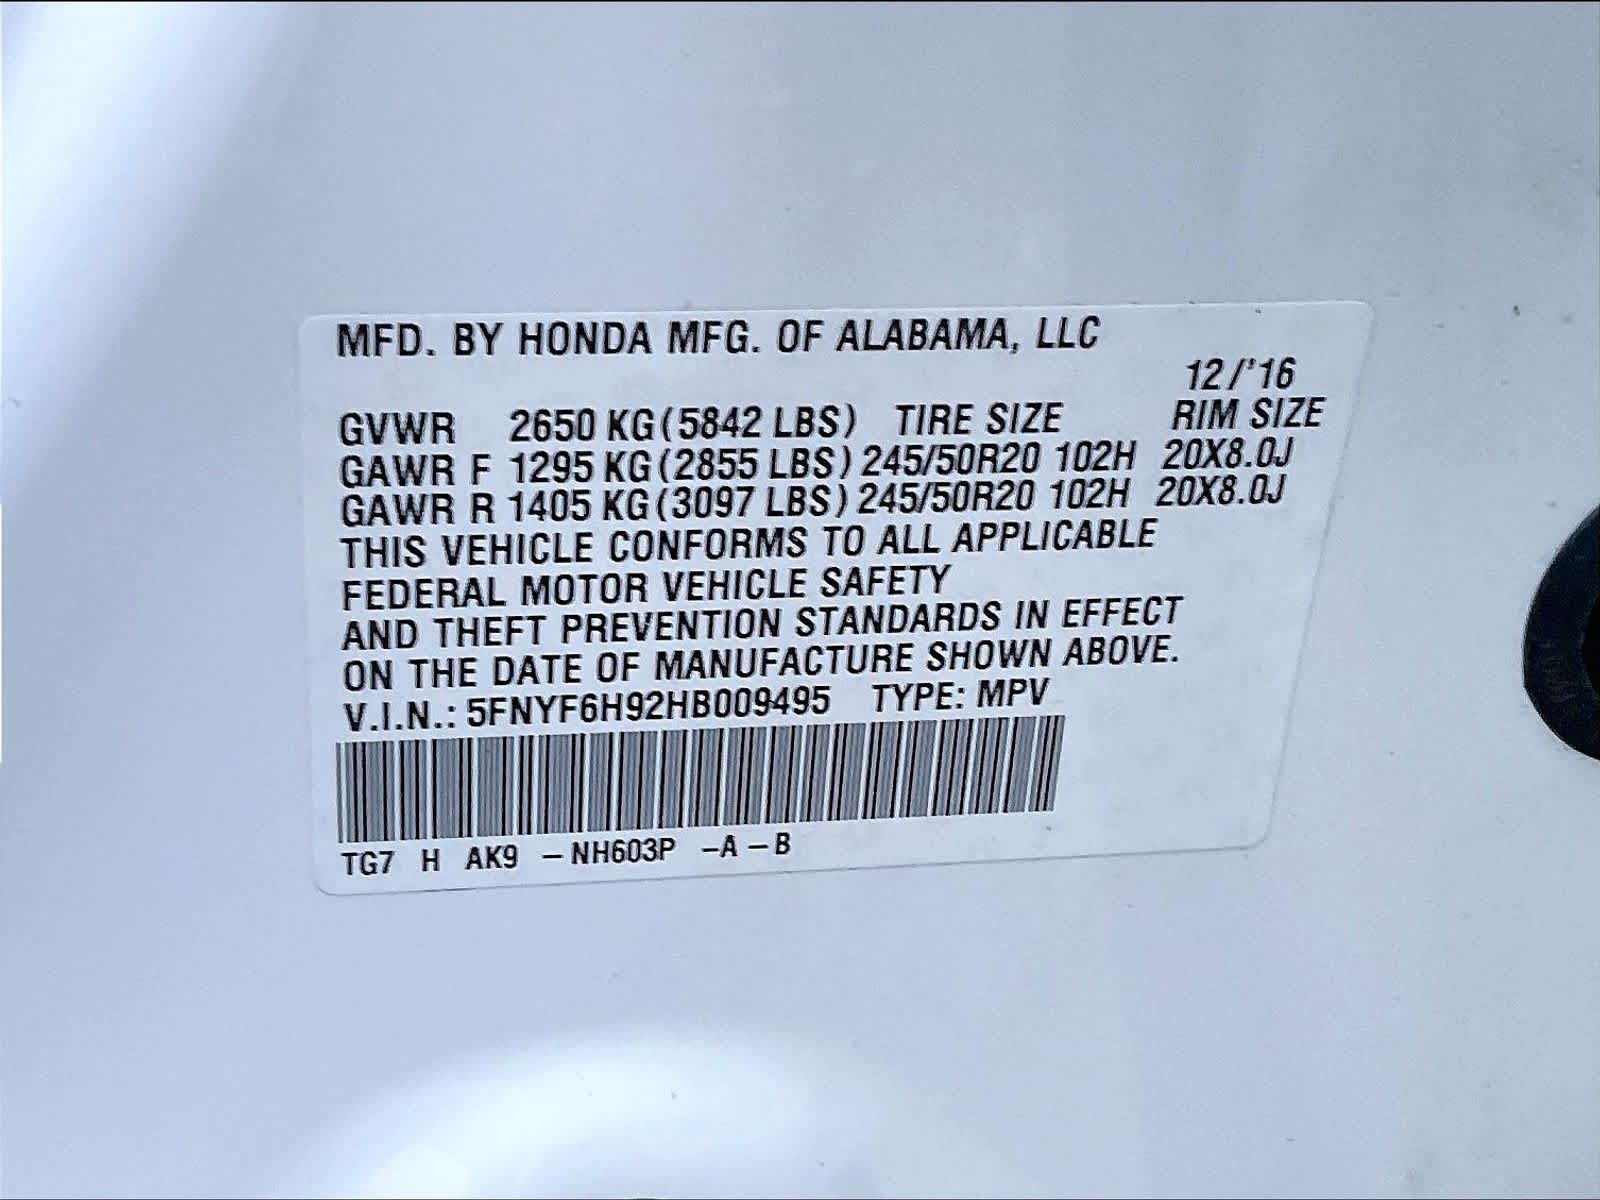 MFD. BY HONDA MFG. OF ALABAMA, LLC
12/'16
GVWR 2650 KG (5842 LBS) TIRE SIZE RIM SIZE
GAWR F 1295 KG (2855 LBS) 245/50R20 102H 20X8.0J
GAWR R 1405 KG (3097 LBS) 245/50R20 102H 20X8.0J
THIS VEHICLE CONFORMS TO ALL APPLICABLE
FEDERAL MOTOR VEHICLE SAFETY
AND THEFT PREVENTION STANDARDS IN EFFECT
ON THE DATE OF MANUFACTURE SHOWN ABOVE.
V.I.N.: 5FNYF6H92HB009495 TYPE: MPV
TG7 H AK9 – NH603P – A – B